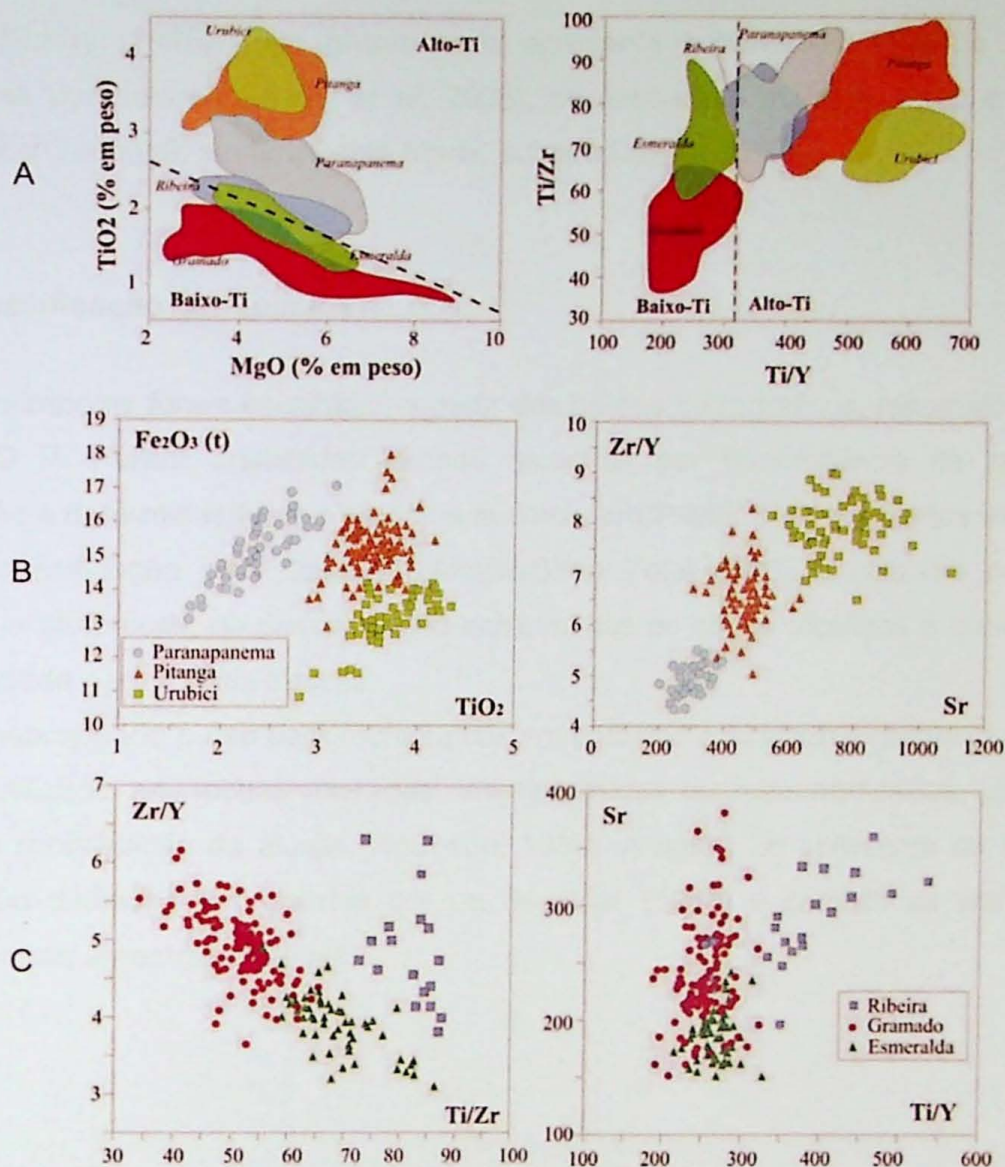 A
TiO2 (% em peso)
4
3
2
1
Urubici
Alto-Ti
Pitanga
Paranapanema
Ribeira
Esmeralda
Gramado
Baixo-Ti
2 4 6 8 10
MgO (% em peso)
Ti/Zr
100
90
80
70
60
50
40
30
Ribeira
Paranapanema
Pitanga
Esmeralda
Urubici
Baixo-Ti
Alto-Ti
100 200 300 400 500 600 700
Ti/Y
B
19
18
17
16
15
14
13
12
11
10
Fe2O3 (t)
Paranapanema
Pitanga
Urubici
TiO2
1 2 3 4 5
10
9
8
7
6
5
4
Zr/Y
Sr
0 200 400 600 800 1000 1200
C
7
6
5
4
3
Zr/Y
Ti/Zr
30 40 50 60 70 80 90 100
400
300
200
100
Sr
Ribeira
Gramado
Esmeralda
Ti/Y
100 200 300 400 500 600